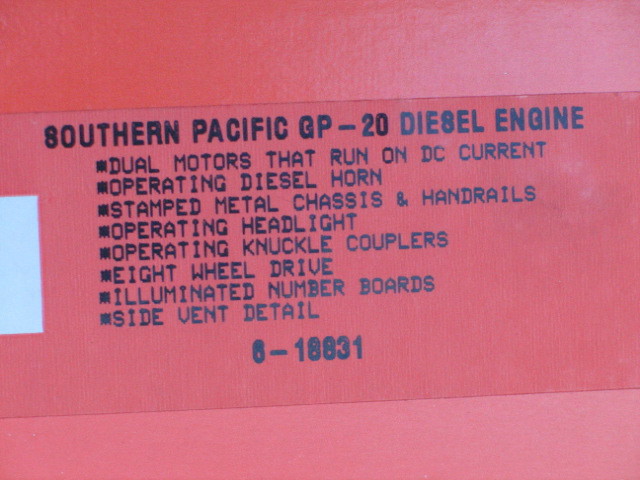 SOUTHERN PACIFIC GP-20 DIESEL ENGINE
*DUAL MOTORS THAT RUN ON DC CURRENT
*OPERATING DIESEL HORN
*STAMPED METAL CHASSIS & HANDRAILS
*OPERATING HEADLIGHT
*OPERATING KNUCKLE COUPLERS
*EIGHT WHEEL DRIVE
*ILLUMINATED NUMBER BOARDS
*SIDE VENT DETAIL
6-18831